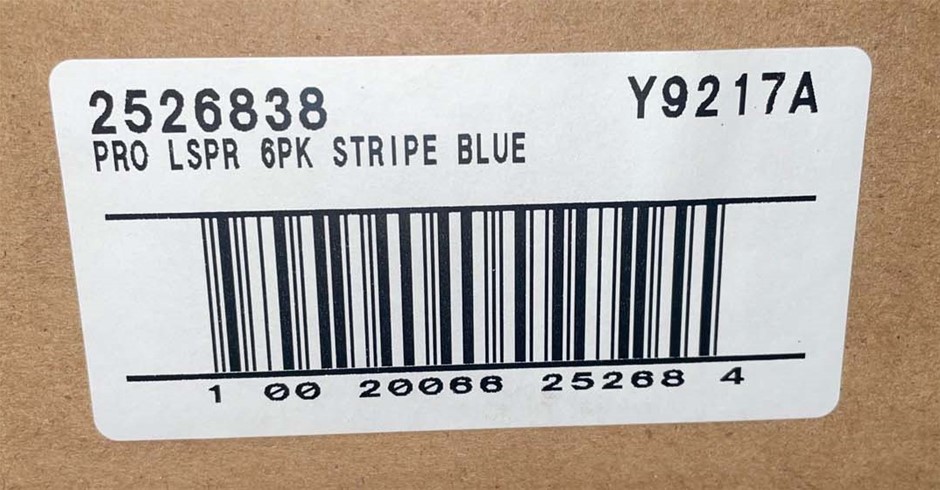 2526838 Y9217A
PRO LSPR 6PK STRIPE BLUE
1 00 20066 25268 4